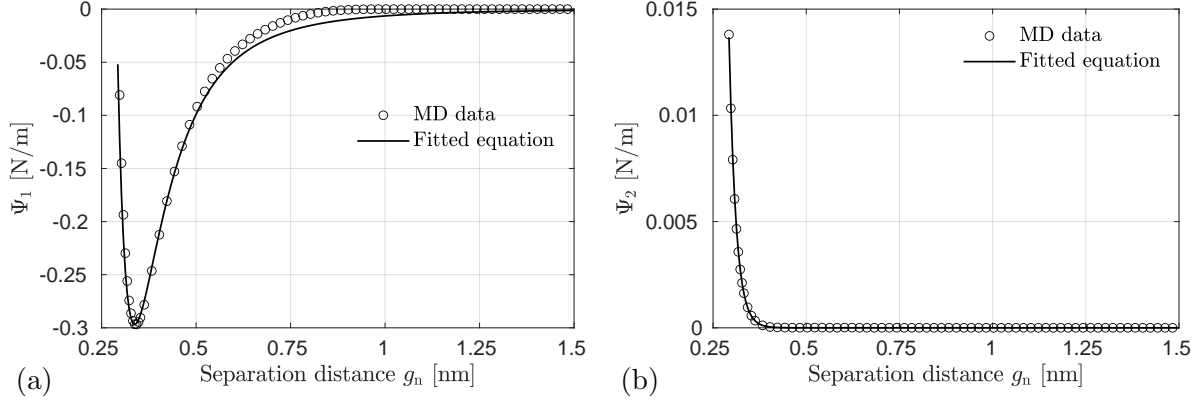 0
-0.05
-0.1
-0.15
-0.2
-0.25
-0.3
Ψ₁ [N/m]
MD data
Fitted equation
0.25 0.5 0.75 1 1.25 1.5
Separation distance gₙ [nm]
(a)
0.015
0.01
0.005
0
Ψ₂ [N/m]
MD data
Fitted equation
0.25 0.5 0.75 1 1.25 1.5
Separation distance gₙ [nm]
(b)